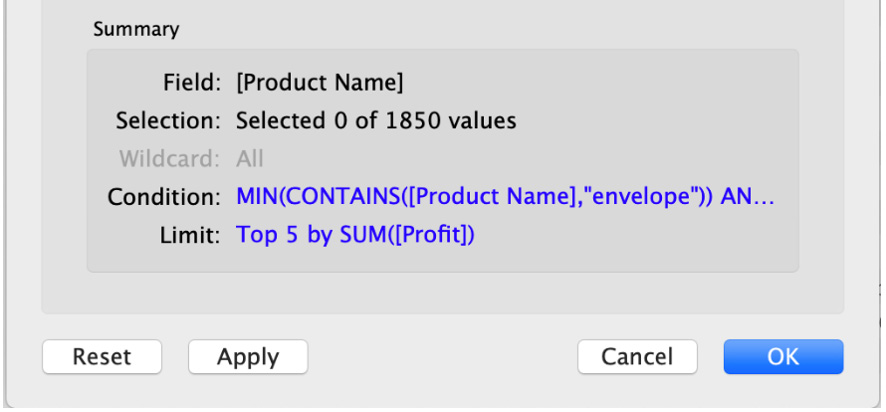 Summary
Field: [Product Name]
Selection: Selected 0 of 1850 values
Wildcard: All
Condition: MIN(CONTAINS([Product Name],"envelope")) AN...
Limit: Top 5 by SUM([Profit])
Reset Apply Cancel OK